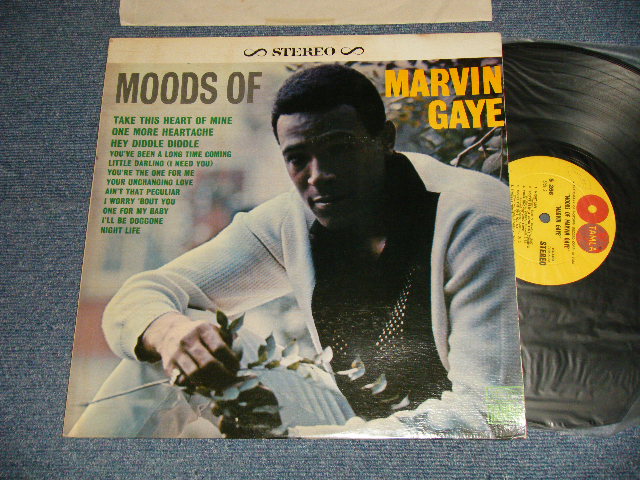 STEREO
MOODS OF
MARVIN
GAYE
TAKE THIS HEART OF MINE
ONE MORE HEARTACHE
HEY DIDDLE DIDDLE
YOU'VE BEEN A LONG TIME COMING
LITTLE DARLING (I NEED YOU)
YOU'RE THE ONE FOR ME
YOUR UNCHANGING LOVE
AIN'T THAT PECULIAR
I WORRY 'BOUT YOU
ONE FOR MY BABY
I'LL BE DOGGONE
NIGHT LIFE
TAMLA
"MOODS OF MARVIN GAYE"
MARVIN GAYE
STEREO